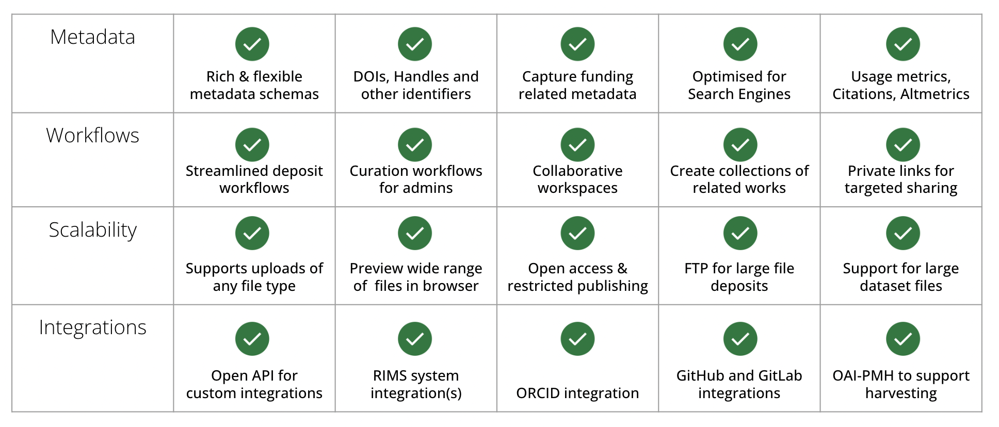 Metadata
Rich & flexible
metadata schemas
DOIs, Handles and
other identifiers
Capture funding
related metadata
Optimised for
Search Engines
Usage metrics,
Citations, Altmetrics
Workflows
Streamlined deposit
workflows
Curation workflows
for admins
Collaborative
workspaces
Create collections of
related works
Private links for
targeted sharing
Scalability
Supports uploads of
any file type
Preview wide range
of  files in browser
Open access &
restricted publishing
FTP for large file
deposits
Support for large
dataset files
Integrations
Open API for
custom integrations
RIMS system
integration(s)
ORCID integration
GitHub and GitLab
integrations
OAI-PMH to support
harvesting